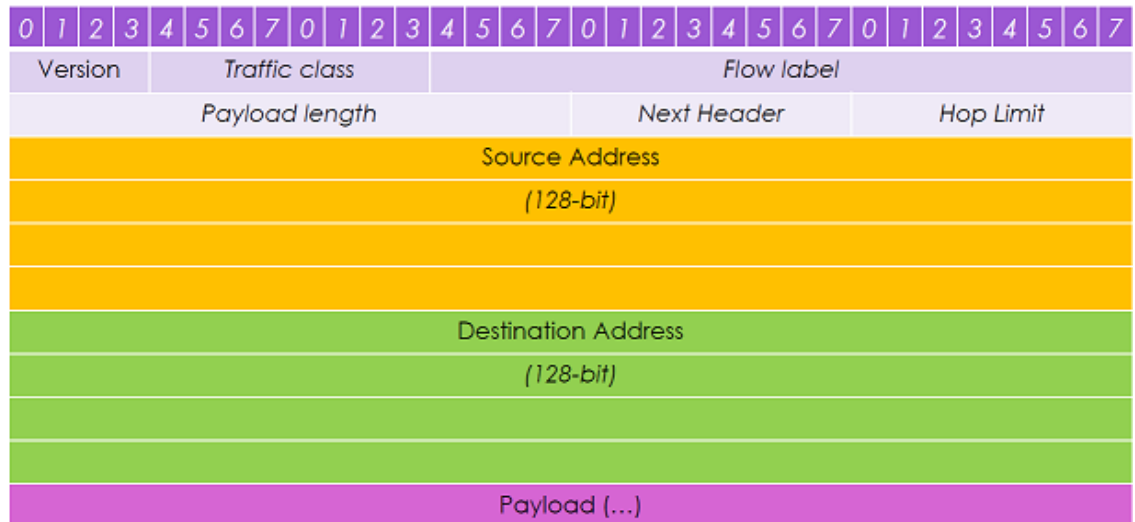 0 1 2 3 4 5 6 7 0 1 2 3 4 5 6 7 0 1 2 3 4 5 6 7 0 1 2 3 4 5 6 7
Version Traffic class Flow label
Payload length Next Header Hop Limit
Source Address
(128-bit)
Destination Address
(128-bit)
Payload (...)